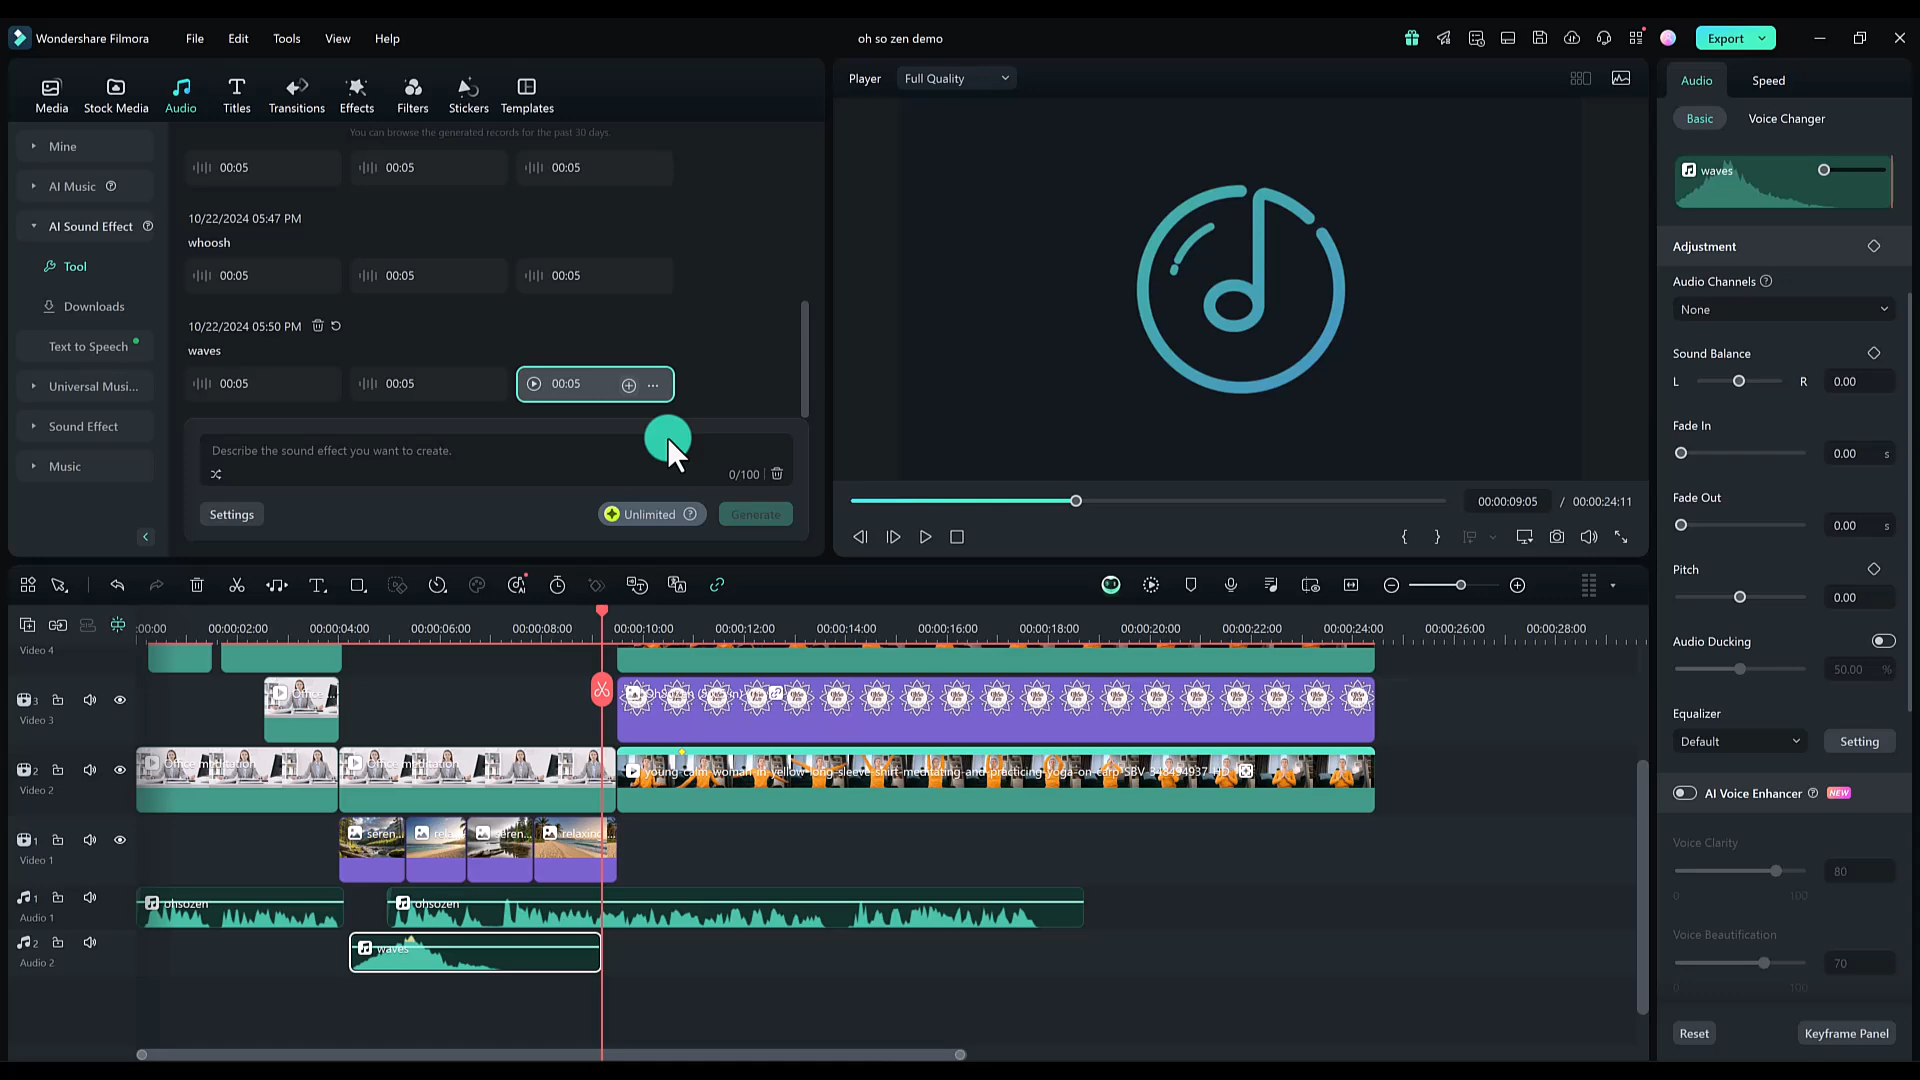 Wondershare Filmora
File
Edit
Tools
View
Help
oh so zen demo
Export
Media
Stock Media
Audio
Titles
Transitions
Effects
Filters
Stickers
Templates
Player
Full Quality
Audio
Speed
Basic
Voice Changer
Mine
AI Music
AI Sound Effect
Tool
Downloads
Text to Speech
Universal Musi...
Sound Effect
Music
You can browse the generated records for the past 30 days.
00:05
00:05
00:05
10/22/2024 05:47 PM
whoosh
00:05
00:05
00:05
10/22/2024 05:50 PM
waves
00:05
00:05
00:05
Describe the sound effect you want to create.
0/100
Settings
Unlimited
Generate
00:00:09:05 / 00:00:24:11
waves
Adjustment
Audio Channels
None
Sound Balance
L
R
0.00
Fade In
0.00 s
Fade Out
0.00 s
Pitch
0.00
Audio Ducking
50.00 %
Equalizer
Default
Setting
AI Voice Enhancer
NEW
Voice Clarity
80
0
100
Voice Beautification
70
0
100
Reset
Keyframe Panel
:00:00
00:00:02:00
00:00:04:00
00:00:06:00
00:00:08:00
00:00:10:00
00:00:12:00
00:00:14:00
00:00:16:00
00:00:18:00
00:00:20:00
00:00:22:00
00:00:24:00
00:00:26:00
00:00:28:00
Video 4
3
Video 3
Office ...
2
Video 2
Office meditation
Office meditation
young-calm-woman-in-yellow-long-sleeve-shirt-meditating-and-practicing-yoga-on-carp-SBV-348494937-HD
1
Video 1
seren...
rela...
seren...
relaxing...
1
Audio 1
ohsozen
ohsozen
2
Audio 2
waves